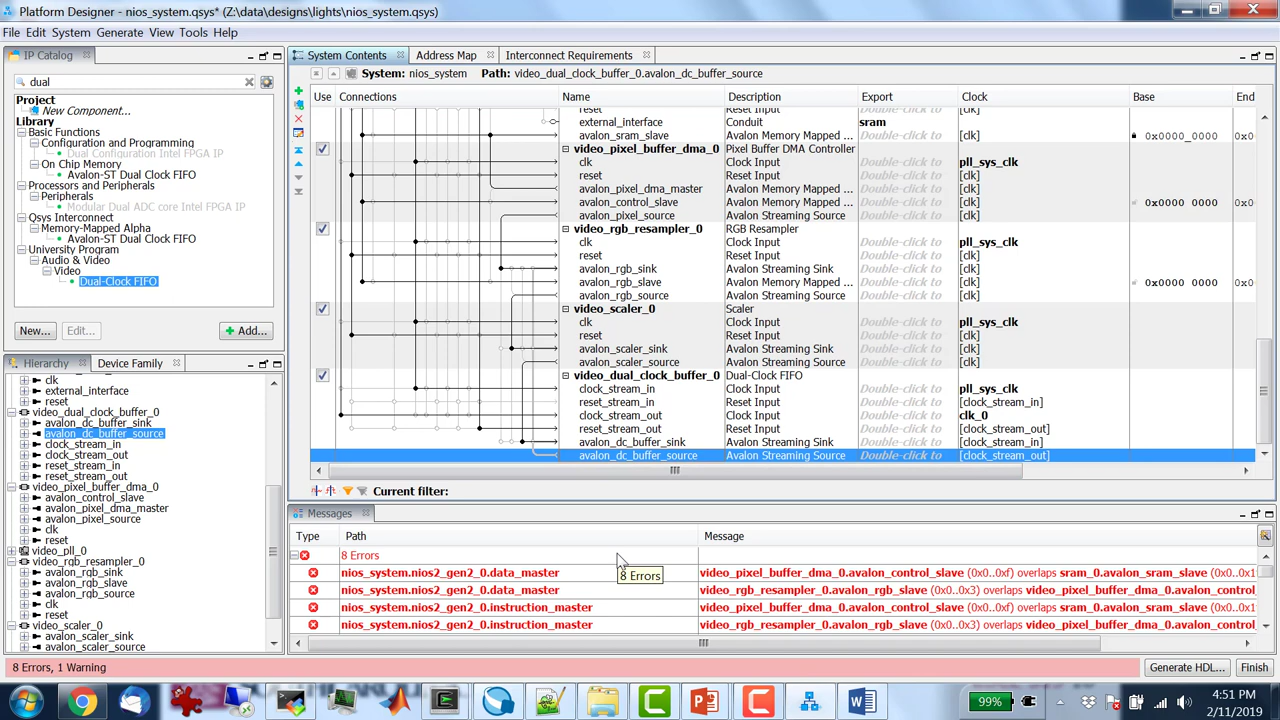 Platform Designer - nios_system.qsys* (Z:\data\designs\lights\nios_system.qsys)
File Edit System Generate View Tools Help
IP Catalog
dual
Project
New Component...
Library
Basic Functions
Configuration and Programming
Dual Configuration Intel FPGA IP
On Chip Memory
Avalon-ST Dual Clock FIFO
Processors and Peripherals
Peripherals
Modular Dual ADC core Intel FPGA IP
Qsys Interconnect
Memory-Mapped Alpha
Avalon-ST Dual Clock FIFO
University Program
Audio & Video
Video
Dual-Clock FIFO
New... Edit... Add...
Hierarchy Device Family
clk
external_interface
reset
video_dual_clock_buffer_0
avalon_dc_buffer_sink
avalon_dc_buffer_source
clock_stream_in
clock_stream_out
reset_stream_in
reset_stream_out
video_pixel_buffer_dma_0
avalon_control_slave
avalon_pixel_dma_master
avalon_pixel_source
clk
reset
video_pll_0
video_rgb_resampler_0
avalon_rgb_sink
avalon_rgb_slave
avalon_rgb_source
clk
reset
video_scaler_0
avalon_scaler_sink
avalon_scaler_source
System Contents Address Map Interconnect Requirements
System: nios_system Path: video_dual_clock_buffer_0.avalon_dc_buffer_source
Use Connections Name Description Export Clock Base End
reset Reset Input Double-click to [clk]
external_interface Conduit sram
avalon_sram_slave Avalon Memory Mapped ... Double-click to [clk] 0x0000_0000 0x0
video_pixel_buffer_dma_0 Pixel Buffer DMA Controller
clk Clock Input Double-click to pll_sys_clk
reset Reset Input Double-click to [clk]
avalon_pixel_dma_master Avalon Memory Mapped ... Double-click to [clk]
avalon_control_slave Avalon Memory Mapped ... Double-click to [clk] 0x0000 0000 0x0
avalon_pixel_source Avalon Streaming Source Double-click to [clk]
video_rgb_resampler_0 RGB Resampler
clk Clock Input Double-click to pll_sys_clk
reset Reset Input Double-click to [clk]
avalon_rgb_sink Avalon Streaming Sink Double-click to [clk]
avalon_rgb_slave Avalon Memory Mapped ... Double-click to [clk] 0x0000 0000 0x0
avalon_rgb_source Avalon Streaming Source Double-click to [clk]
video_scaler_0 Scaler
clk Clock Input Double-click to pll_sys_clk
reset Reset Input Double-click to [clk]
avalon_scaler_sink Avalon Streaming Sink Double-click to [clk]
avalon_scaler_source Avalon Streaming Source Double-click to [clk]
video_dual_clock_buffer_0 Dual-Clock FIFO
clock_stream_in Clock Input Double-click to pll_sys_clk
reset_stream_in Reset Input Double-click to [clock_stream_in]
clock_stream_out Clock Input Double-click to clk_0
reset_stream_out Reset Input Double-click to [clock_stream_out]
avalon_dc_buffer_sink Avalon Streaming Sink Double-click to [clock_stream_in]
avalon_dc_buffer_source Avalon Streaming Source Double-click to [clock_stream_out]
Current filter:
Messages
Type Path Message
8 Errors
8 Errors
nios_system.nios2_gen2_0.data_master video_pixel_buffer_dma_0.avalon_control_slave (0x0..0xf) overlaps sram_0.avalon_sram_slave (0x0..0x1
nios_system.nios2_gen2_0.data_master video_rgb_resampler_0.avalon_rgb_slave (0x0..0x3) overlaps video_pixel_buffer_dma_0.avalon_control_
nios_system.nios2_gen2_0.instruction_master video_pixel_buffer_dma_0.avalon_control_slave (0x0..0xf) overlaps sram_0.avalon_sram_slave (0x0..0x1
nios_system.nios2_gen2_0.instruction_master video_rgb_resampler_0.avalon_rgb_slave (0x0..0x3) overlaps video_pixel_buffer_dma_0.avalon_control_
8 Errors, 1 Warning
Generate HDL... Finish
99%
4:51 PM
2/11/2019